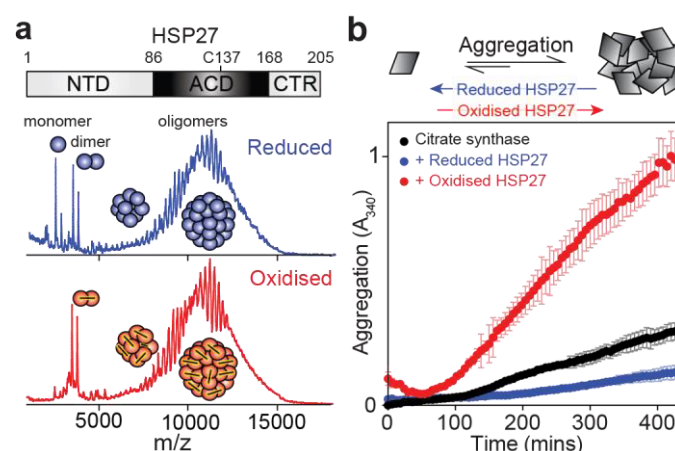 a
HSP27
1 86 C137 168 205
NTD ACD CTR
monomer
dimer
oligomers
Reduced
Oxidised
5000 10000 15000
m/z
b
Aggregation
Reduced HSP27
Oxidised HSP27
Citrate synthase
+ Reduced HSP27
+ Oxidised HSP27
1
0
Aggregation (A340)
0 100 200 300 400
Time (mins)